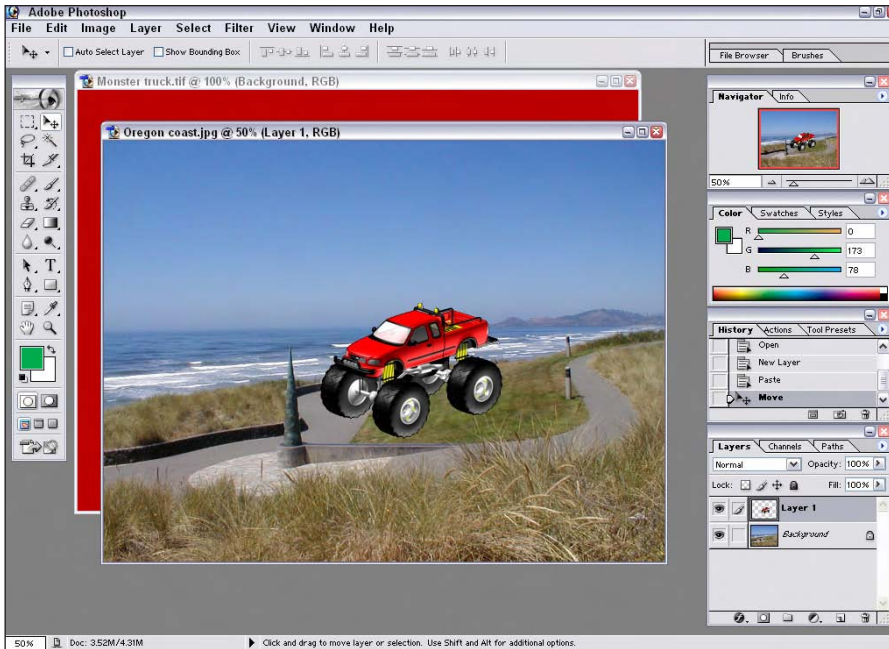 Adobe Photoshop
File Edit Image Layer Select Filter View Window Help
Auto Select Layer Show Bounding Box
File Browser Brushes
Monster truck.tif @ 100% (Background, RGB)
Oregon coast.jpg @ 50% (Layer 1, RGB)
Navigator Info
50%
Color Swatches Styles
R 0
G 173
B 78
History Actions Tool Presets
Open
New Layer
Paste
Move
Layers Channels Paths
Normal Opacity: 100%
Lock: Fill: 100%
Layer 1
Background
50% Doc: 3.52M/4.31M Click and drag to move layer or selection. Use Shift and Alt for additional options.